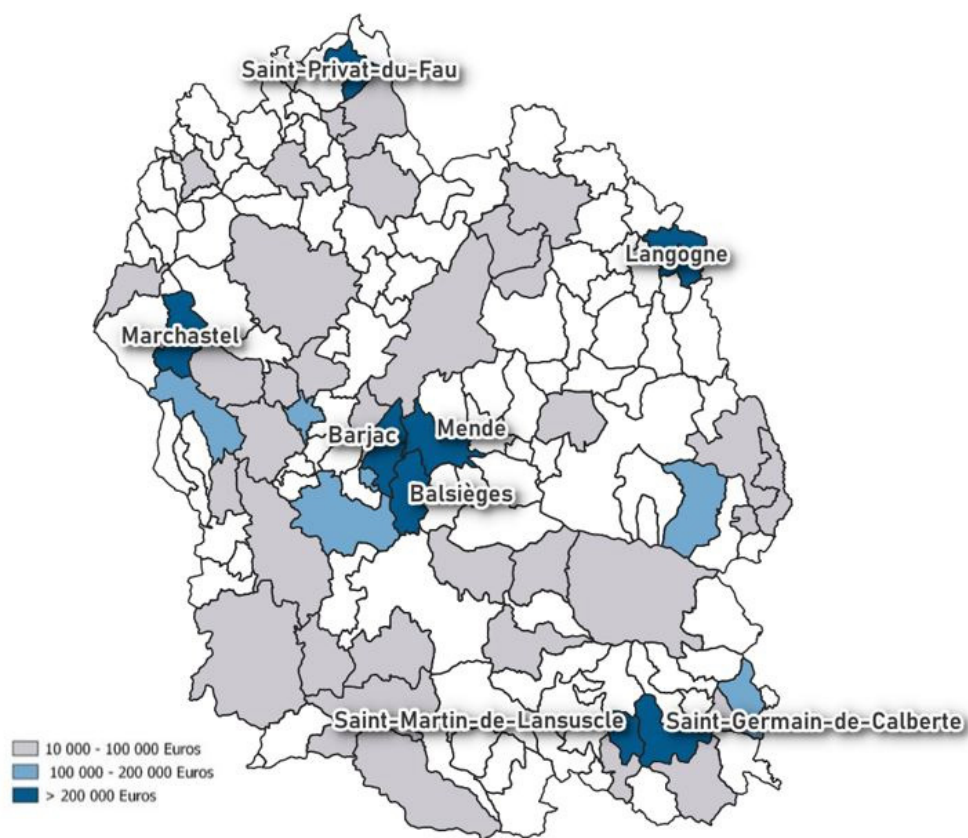 Saint-Privat-du-Fau
Langogne
Marchastel
Barjac
Mende
Balsièges
Saint-Martin-de-Lansuscle
Saint-Germain-de-Calberte
10 000 - 100 000 Euros
100 000 - 200 000 Euros
> 200 000 Euros